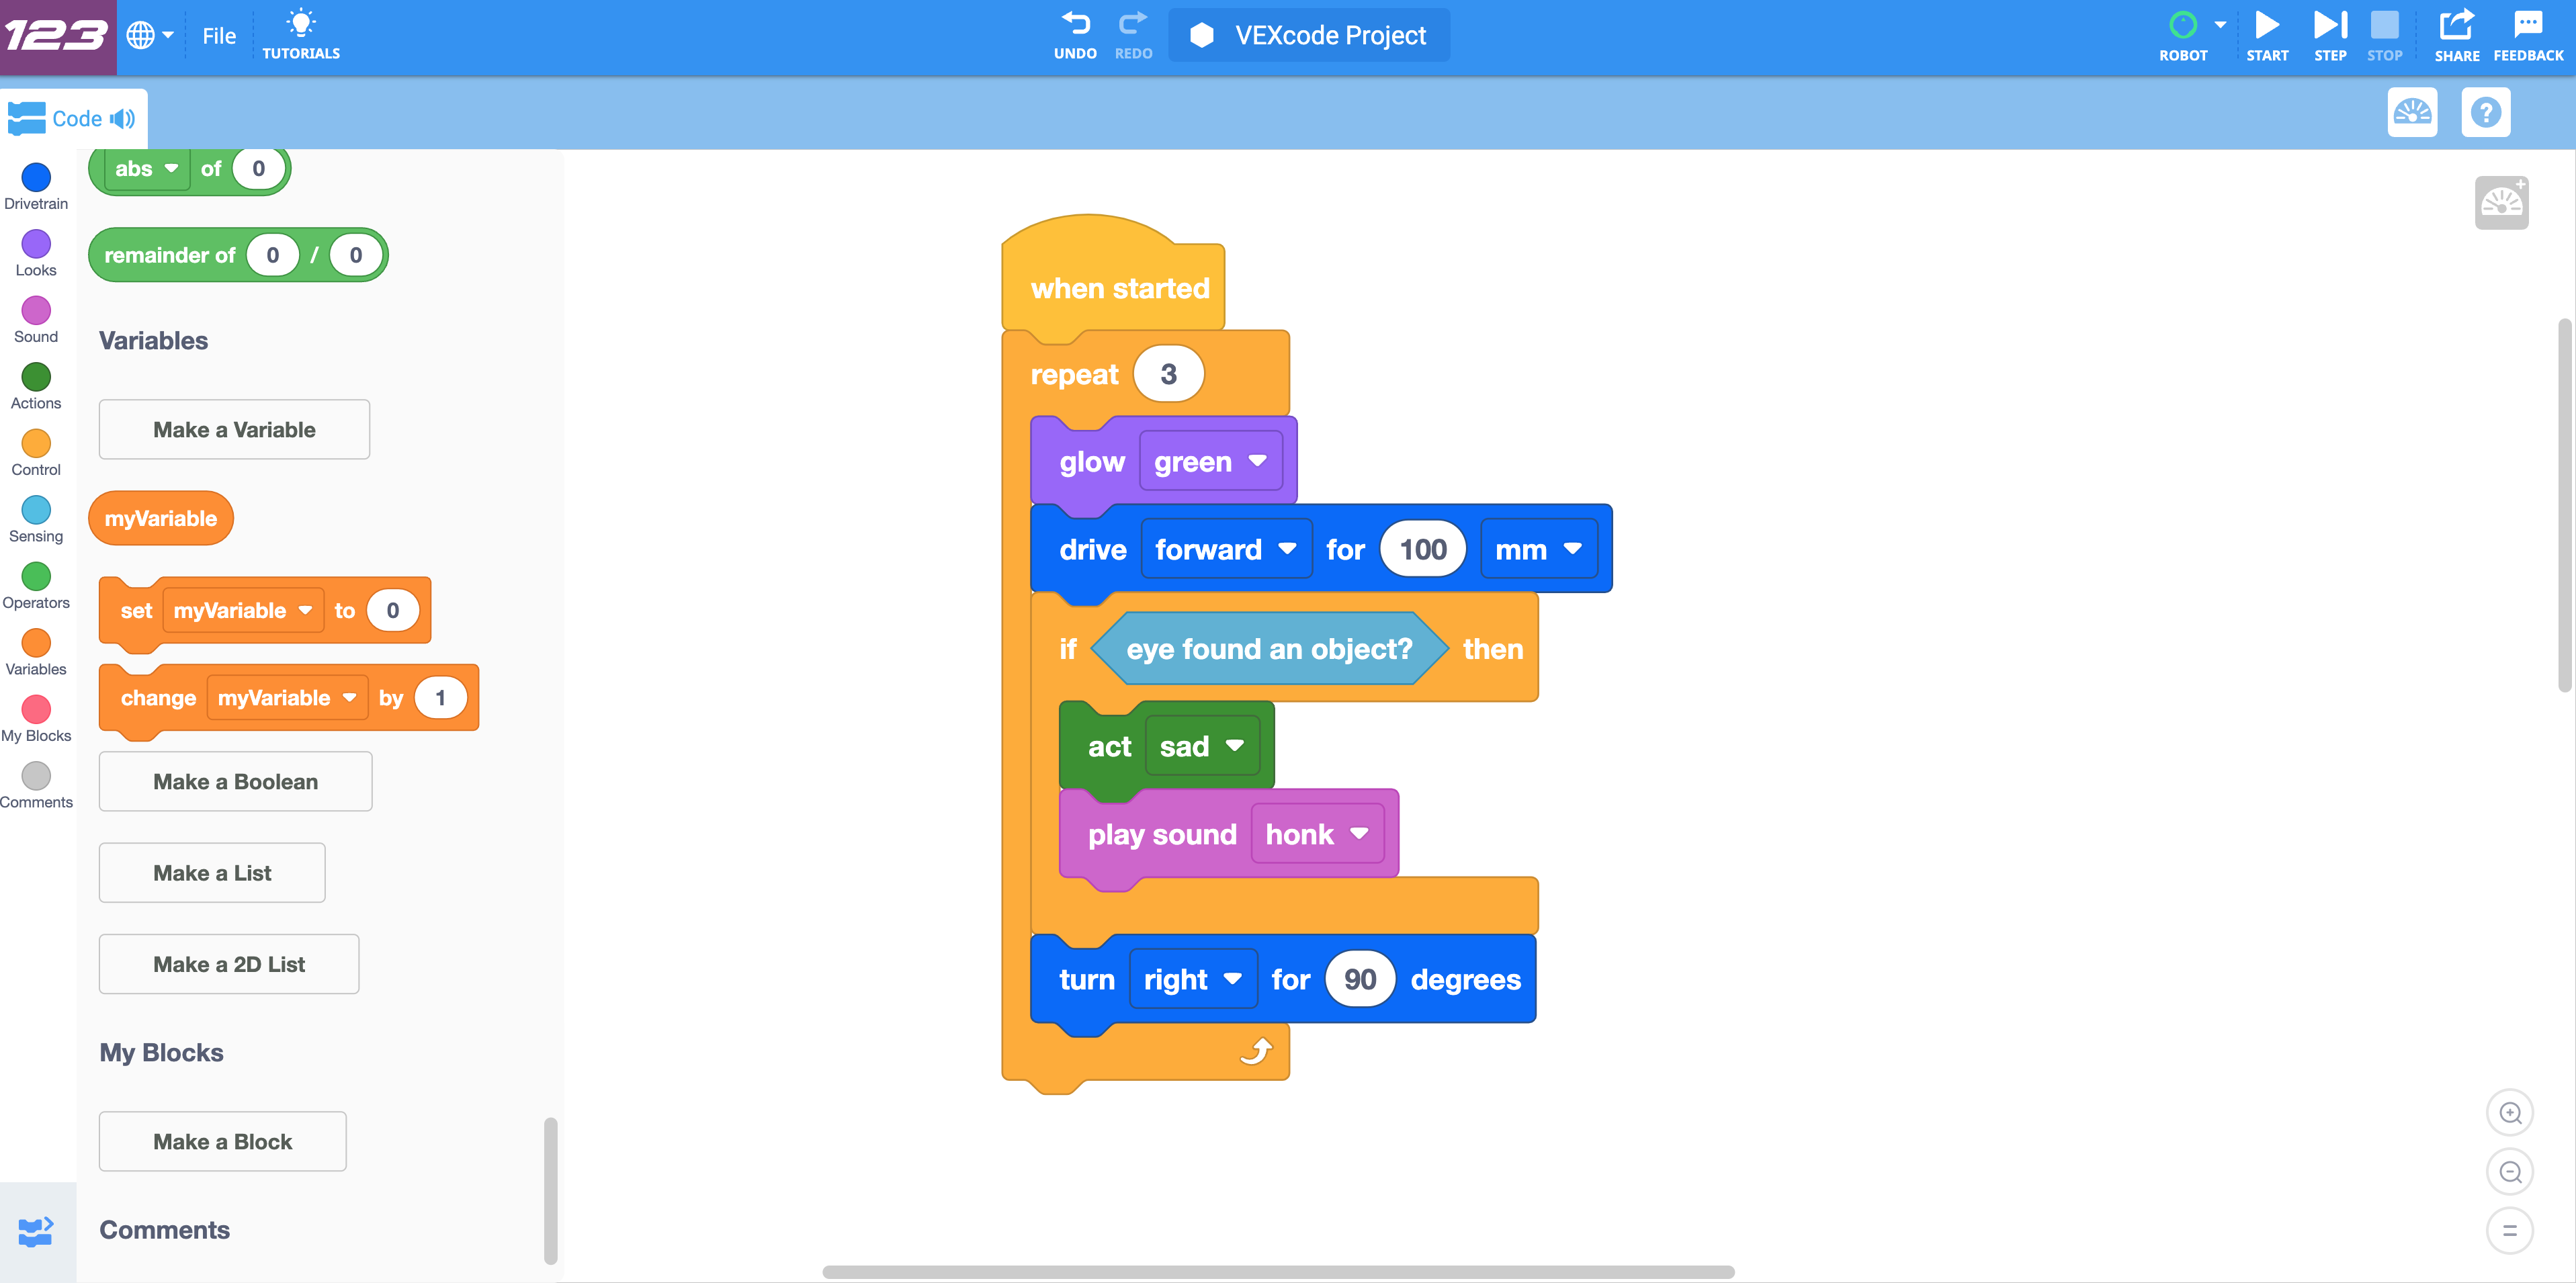 123
File
TUTORIALS
UNDO
REDO
VEXcode Project
ROBOT
START
STEP
STOP
SHARE
FEEDBACK
Code
?
Drivetrain
Looks
Sound
Actions
Control
Sensing
Operators
Variables
My Blocks
Comments
abs of 0
remainder of 0 / 0
Variables
Make a Variable
myVariable
set myVariable to 0
change myVariable by 1
Make a Boolean
Make a List
Make a 2D List
My Blocks
Make a Block
Comments
when started
repeat 3
glow green
drive forward for 100 mm
if eye found an object? then
act sad
play sound honk
turn right for 90 degrees